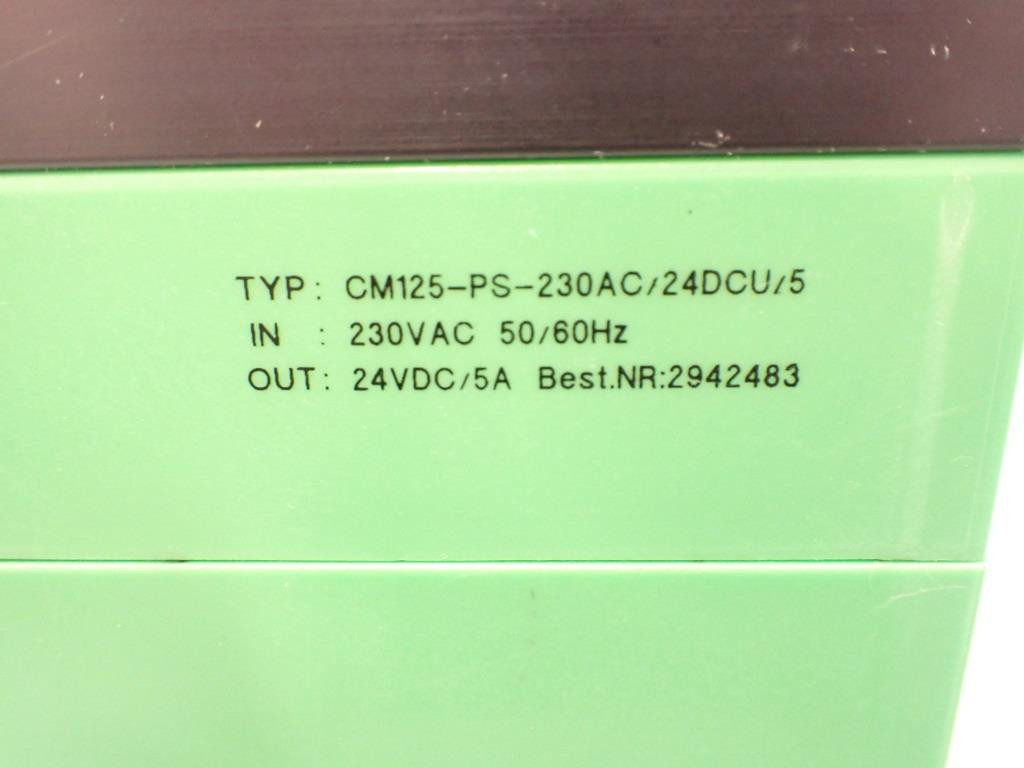 TYP: CM125-PS-230AC/24DCU/5
IN : 230VAC 50/60Hz
OUT: 24VDC/5A Best.NR:2942483